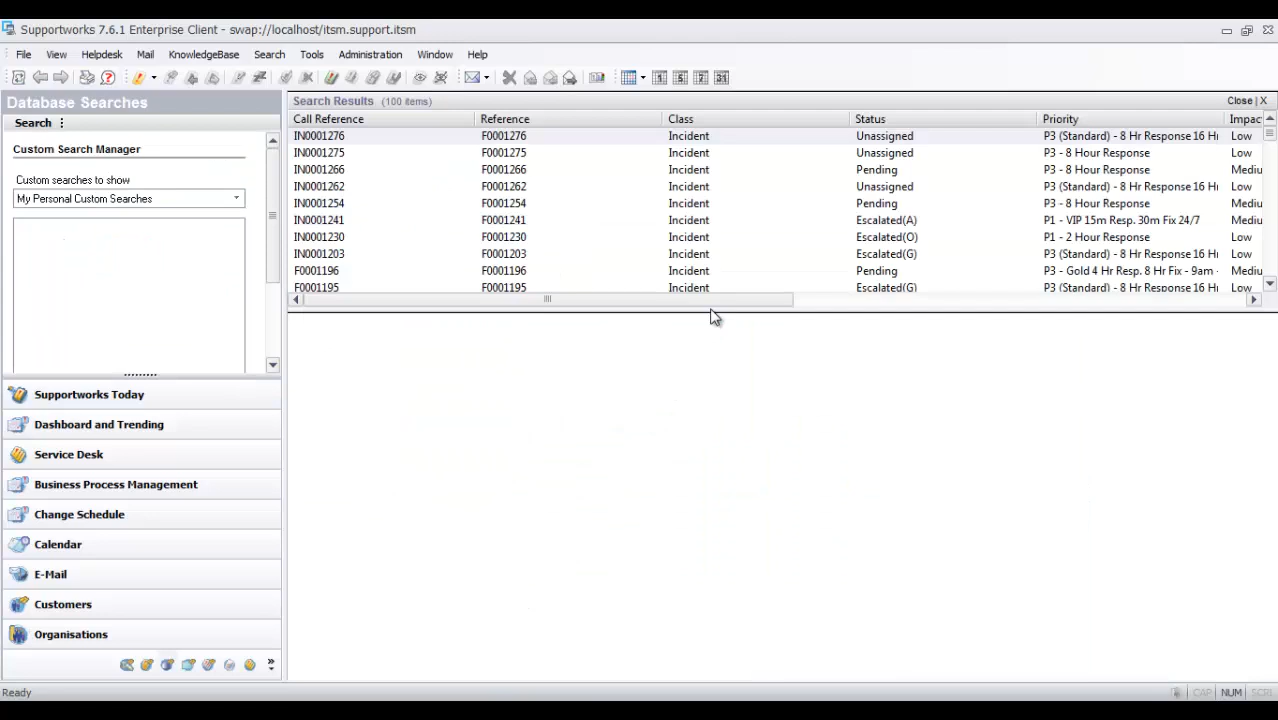 Supportworks 7.6.1 Enterprise Client - swap://localhost/itsm.support.itsm
File View Helpdesk Mail KnowledgeBase Search Tools Administration Window Help
1 5 7 31
Database Searches
Search Results (100 items) Close | X
Search
Call Reference Reference Class Status Priority Impac
IN0001276 F0001276 Incident Unassigned P3 (Standard) - 8 Hr Response 16 Hr Low
IN0001275 F0001275 Incident Unassigned P3 - 8 Hour Response Low
IN0001266 F0001266 Incident Pending P3 - 8 Hour Response Mediu
IN0001262 F0001262 Incident Unassigned P3 (Standard) - 8 Hr Response 16 Hr Low
IN0001254 F0001254 Incident Pending P3 - 8 Hour Response Mediu
IN0001241 F0001241 Incident Escalated(A) P1 - VIP 15m Resp. 30m Fix 24/7 Mediu
IN0001230 F0001230 Incident Escalated(O) P1 - 2 Hour Response Low
IN0001203 F0001203 Incident Escalated(G) P3 (Standard) - 8 Hr Response 16 Hr Low
F0001196 F0001196 Incident Pending P3 - Gold 4 Hr Resp. 8 Hr Fix - 9am - Mediu
F0001195 F0001195 Incident Escalated(G) P3 (Standard) - 8 Hr Response 16 Hr Low
Custom Search Manager
Custom searches to show
My Personal Custom Searches
Supportworks Today
Dashboard and Trending
Service Desk
Business Process Management
Change Schedule
Calendar
E-Mail
Customers
Organisations
Ready CAP NUM SCRL